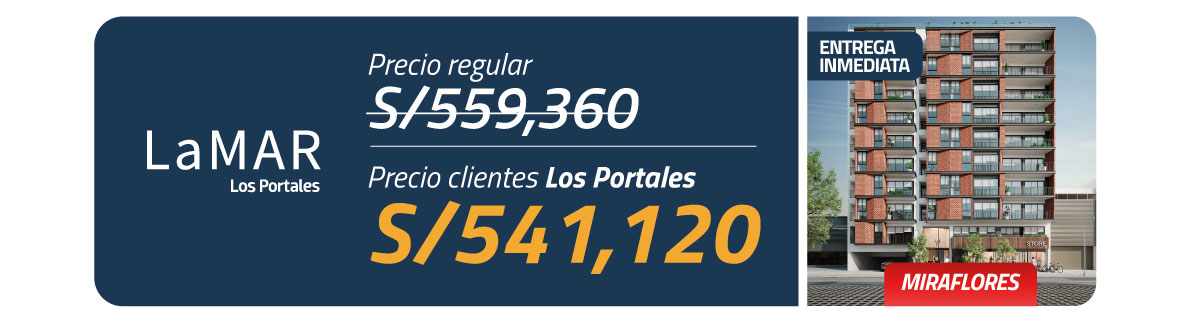 LaMAR
Los Portales
Precio regular
S/559,360
Precio clientes Los Portales
S/541,120
ENTREGA
INMEDIATA
STORE
MIRAFLORES